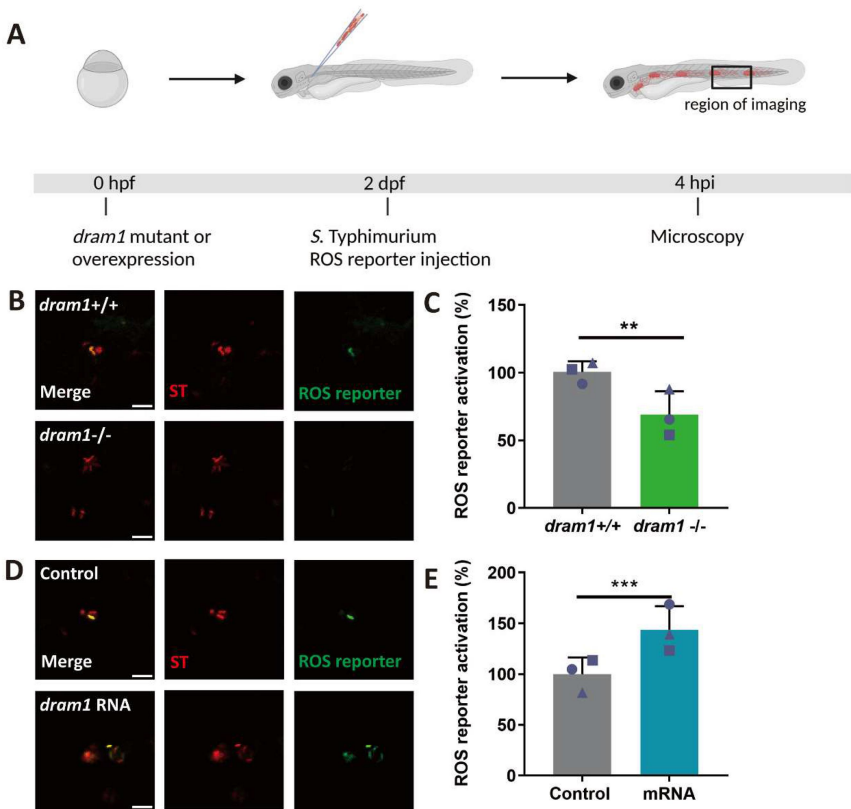 A
region of imaging
0 hpf
2 dpf
4 hpi
dram1 mutant or
overexpression
S. Typhimurium
ROS reporter injection
Microscopy
B
dram1+/+
Merge
ST
ROS reporter
dram1-/-
C
ROS reporter activation (%)
150
100
50
0
**
dram1+/+
dram1 -/-
D
Control
Merge
ST
ROS reporter
dram1 RNA
E
ROS reporter activation (%)
200
150
100
50
0
***
Control
mRNA